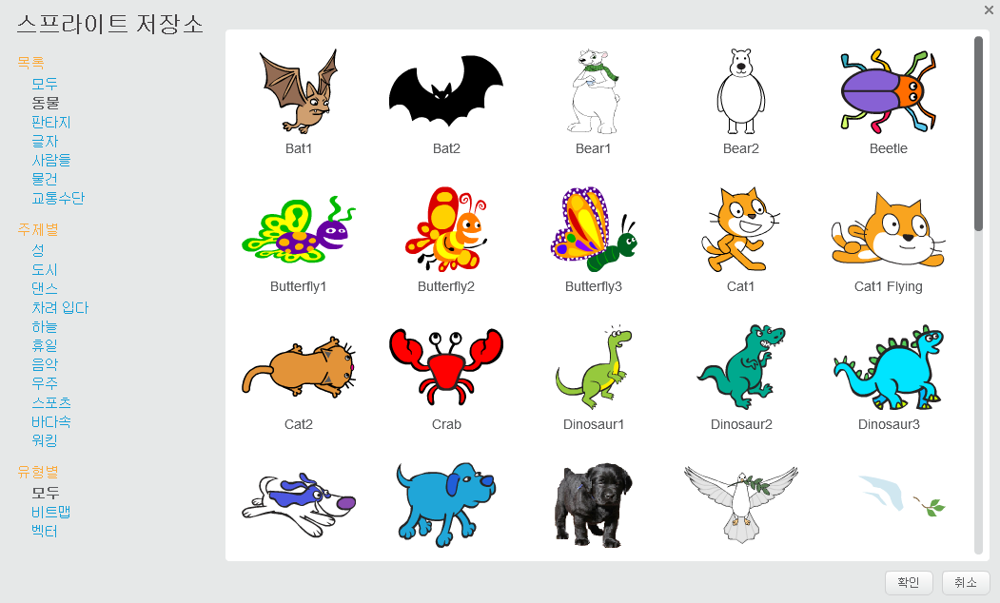 스프라이트 저장소
목록
모두
동물
판타지
글자
사람들
물건
교통수단
주제별
성
도시
댄스
차려 입다
하늘
휴일
음악
우주
스포츠
바다속
워킹
유형별
모두
비트맵
벡터
Bat1 Bat2 Bear1 Bear2 Beetle
Butterfly1 Butterfly2 Butterfly3 Cat1 Cat1 Flying
Cat2 Crab Dinosaur1 Dinosaur2 Dinosaur3
확인 취소